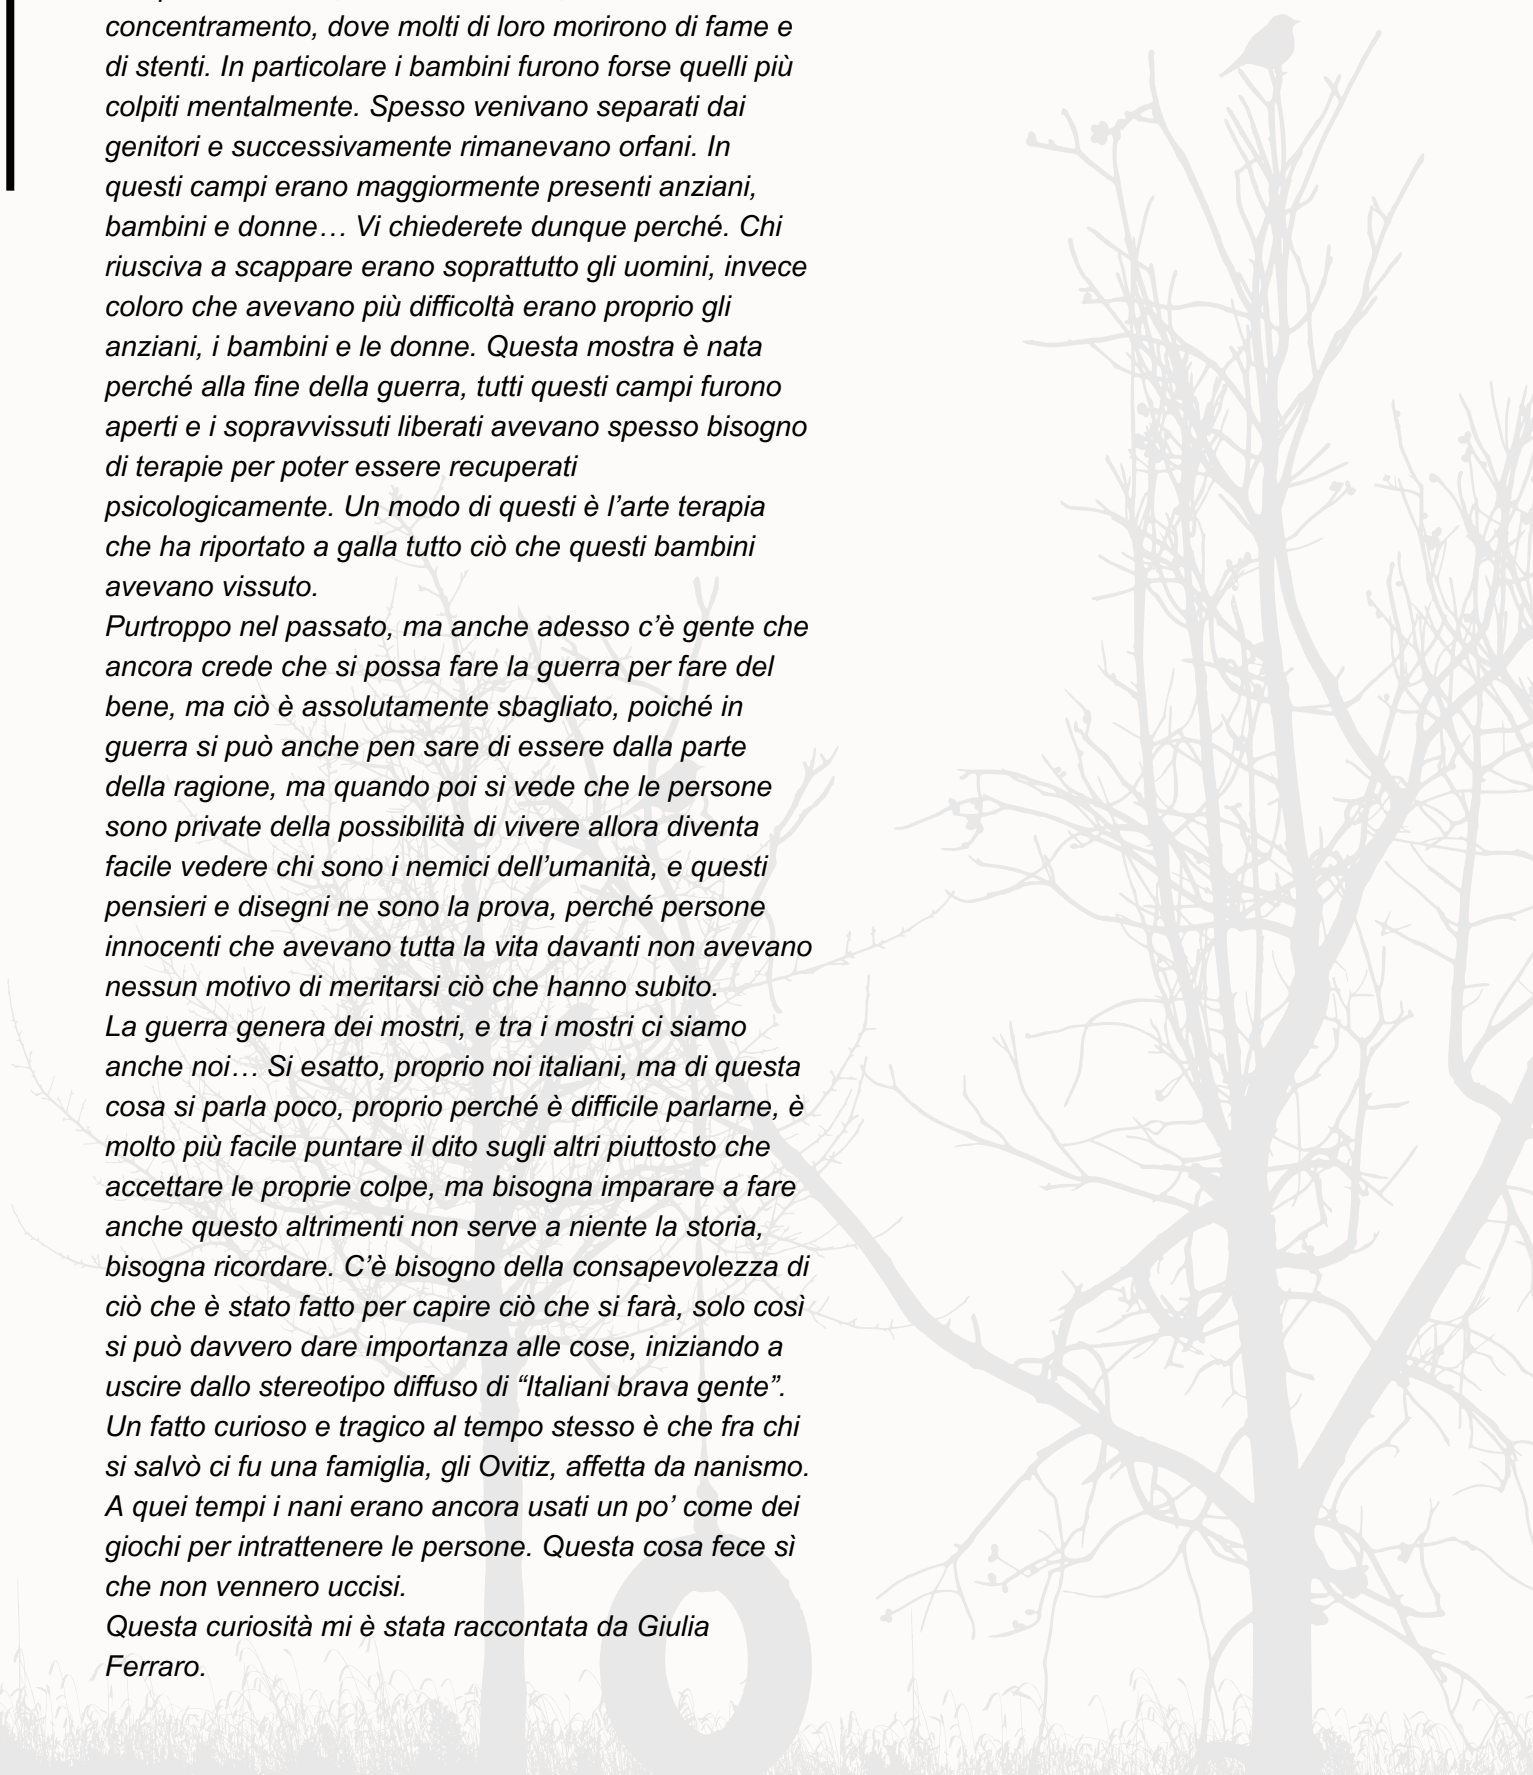 concentramento, dove molti di loro morirono di fame e
di stenti. In particolare i bambini furono forse quelli più
colpiti mentalmente. Spesso venivano separati dai
genitori e successivamente rimanevano orfani. In
questi campi erano maggiormente presenti anziani,
bambini e donne… Vi chiederete dunque perché. Chi
riusciva a scappare erano soprattutto gli uomini, invece
coloro che avevano più difficoltà erano proprio gli
anziani, i bambini e le donne. Questa mostra è nata
perché alla fine della guerra, tutti questi campi furono
aperti e i sopravvissuti liberati avevano spesso bisogno
di terapie per poter essere recuperati
psicologicamente. Un modo di questi è l’arte terapia
che ha riportato a galla tutto ciò che questi bambini
avevano vissuto.
Purtroppo nel passato, ma anche adesso c’è gente che
ancora crede che si possa fare la guerra per fare del
bene, ma ciò è assolutamente sbagliato, poiché in
guerra si può anche pen sare di essere dalla parte
della ragione, ma quando poi si vede che le persone
sono private della possibilità di vivere allora diventa
facile vedere chi sono i nemici dell’umanità, e questi
pensieri e disegni ne sono la prova, perché persone
innocenti che avevano tutta la vita davanti non avevano
nessun motivo di meritarsi ciò che hanno subito.
La guerra genera dei mostri, e tra i mostri ci siamo
anche noi… Si esatto, proprio noi italiani, ma di questa
cosa si parla poco, proprio perché è difficile parlarne, è
molto più facile puntare il dito sugli altri piuttosto che
accettare le proprie colpe, ma bisogna imparare a fare
anche questo altrimenti non serve a niente la storia,
bisogna ricordare. C’è bisogno della consapevolezza di
ciò che è stato fatto per capire ciò che si farà, solo così
si può davvero dare importanza alle cose, iniziando a
uscire dallo stereotipo diffuso di “Italiani brava gente”.
Un fatto curioso e tragico al tempo stesso è che fra chi
si salvò ci fu una famiglia, gli Ovitiz, affetta da nanismo.
A quei tempi i nani erano ancora usati un po’ come dei
giochi per intrattenere le persone. Questa cosa fece sì
che non vennero uccisi.
Questa curiosità mi è stata raccontata da Giulia
Ferraro.